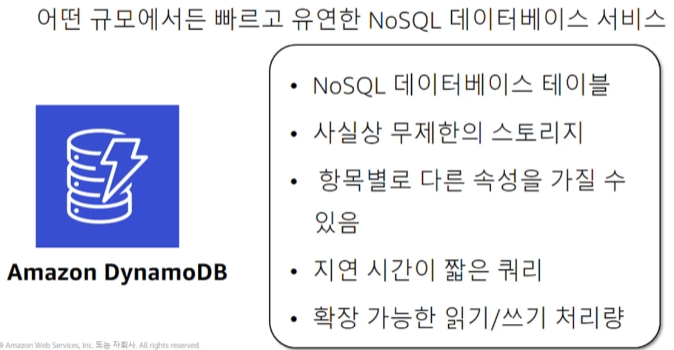 어떤 규모에서든 빠르고 유연한 NoSQL 데이터베이스 서비스
• NoSQL 데이터베이스 테이블
• 사실상 무제한의 스토리지
• 항목별로 다른 속성을 가질 수
있음
• 지연 시간이 짧은 쿼리
• 확장 가능한 읽기/쓰기 처리량
Amazon DynamoDB
Amazon Web Services, Inc. 또는 자회사. All rights reserved.